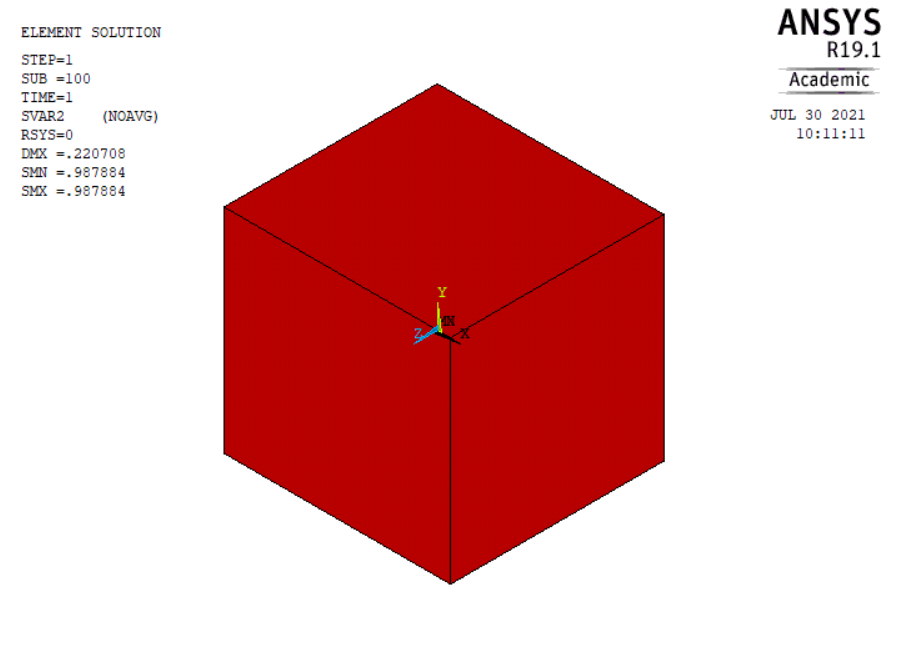 ELEMENT SOLUTION
STEP=1
SUB =100
TIME=1
SVAR2 (NOAVG)
RSYS=0
DMX =.220708
SMN =.987884
SMX =.987884
ANSYS
R19.1
Academic
JUL 30 2021
10:11:11
Y
Z
X